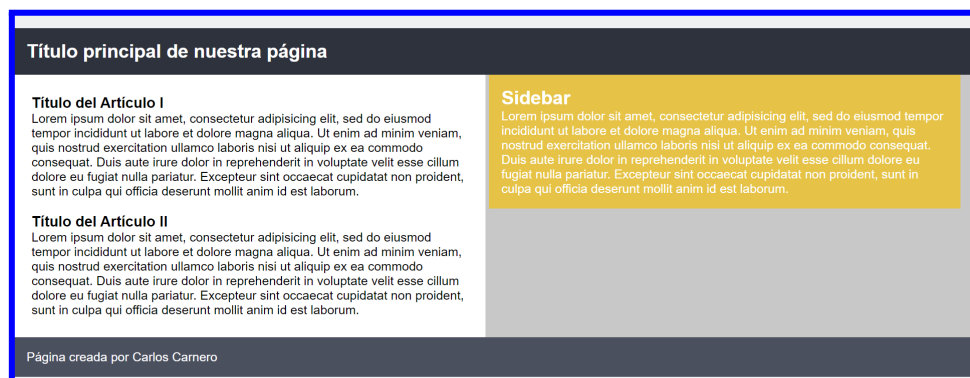 Título principal de nuestra página
Título del Artículo I
Lorem ipsum dolor sit amet, consectetur adipisicing elit, sed do eiusmod
tempor incididunt ut labore et dolore magna aliqua. Ut enim ad minim veniam,
quis nostrud exercitation ullamco laboris nisi ut aliquip ex ea commodo
consequat. Duis aute irure dolor in reprehenderit in voluptate velit esse cillum
dolore eu fugiat nulla pariatur. Excepteur sint occaecat cupidatat non proident,
sunt in culpa qui officia deserunt mollit anim id est laborum.
Título del Artículo II
Lorem ipsum dolor sit amet, consectetur adipisicing elit, sed do eiusmod
tempor incididunt ut labore et dolore magna aliqua. Ut enim ad minim veniam,
quis nostrud exercitation ullamco laboris nisi ut aliquip ex ea commodo
consequat. Duis aute irure dolor in reprehenderit in voluptate velit esse cillum
dolore eu fugiat nulla pariatur. Excepteur sint occaecat cupidatat non proident,
sunt in culpa qui officia deserunt mollit anim id est laborum.
Sidebar
Lorem ipsum dolor sit amet, consectetur adipisicing elit, sed do eiusmod tempor
incididunt ut labore et dolore magna aliqua. Ut enim ad minim veniam, quis
nostrud exercitation ullamco laboris nisi ut aliquip ex ea commodo consequat.
Duis aute irure dolor in reprehenderit in voluptate velit esse cillum dolore eu
fugiat nulla pariatur. Excepteur sint occaecat cupidatat non proident, sunt in
culpa qui officia deserunt mollit anim id est laborum.
Página creada por Carlos Carnero